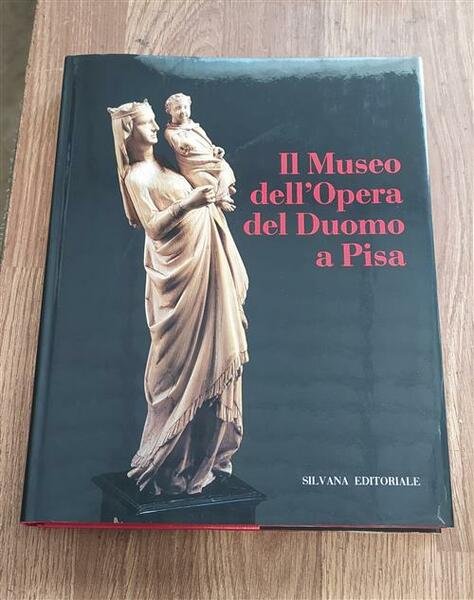 Il Museo
dell'Opera
del Duomo
a Pisa
SILVANA EDITORIALE